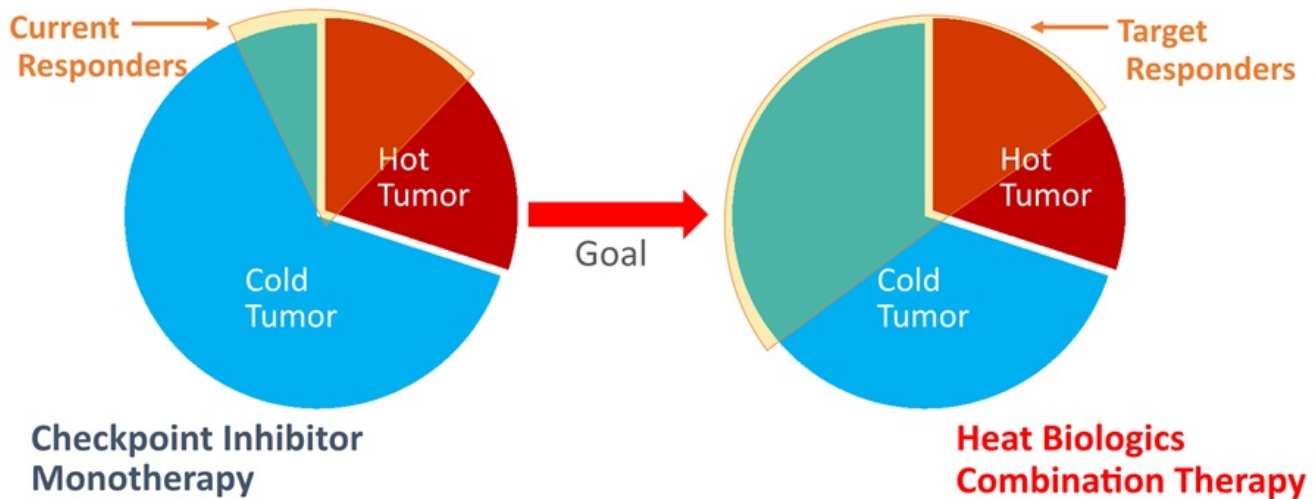 Current
Responders
Hot
Tumor
Cold
Tumor
Checkpoint Inhibitor
Monotherapy
Goal
Target
Responders
Hot
Tumor
Cold
Tumor
Heat Biologics
Combination Therapy